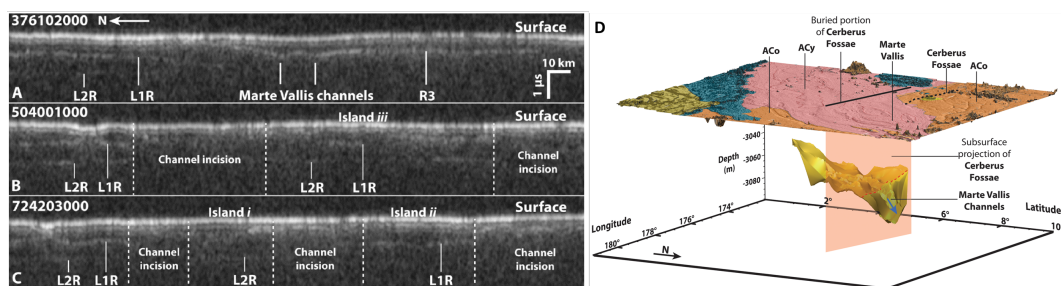 376102000
N
Surface
10 km
1 µs
A
L2R
L1R
Marte Vallis channels
R3
504001000
Island iii
Surface
Channel incision
Channel
incision
B
L2R
L1R
L2R
L1R
724203000
Island i
Island ii
Surface
Channel
incision
Channel
incision
Channel
incision
C
L2R
L1R
L2R
L1R
D
Buried portion
of Cerberus
Fossae
ACo
ACy
Marte
Vallis
Cerberus
Fossae
ACo
-3040
-3060
-3080
Depth
(m)
Subsurface
projection of
Cerberus
Fossae
Marte Vallis
Channels
Longitude
180°
178°
176°
174°
N
2°
6°
8°
10
Latitude